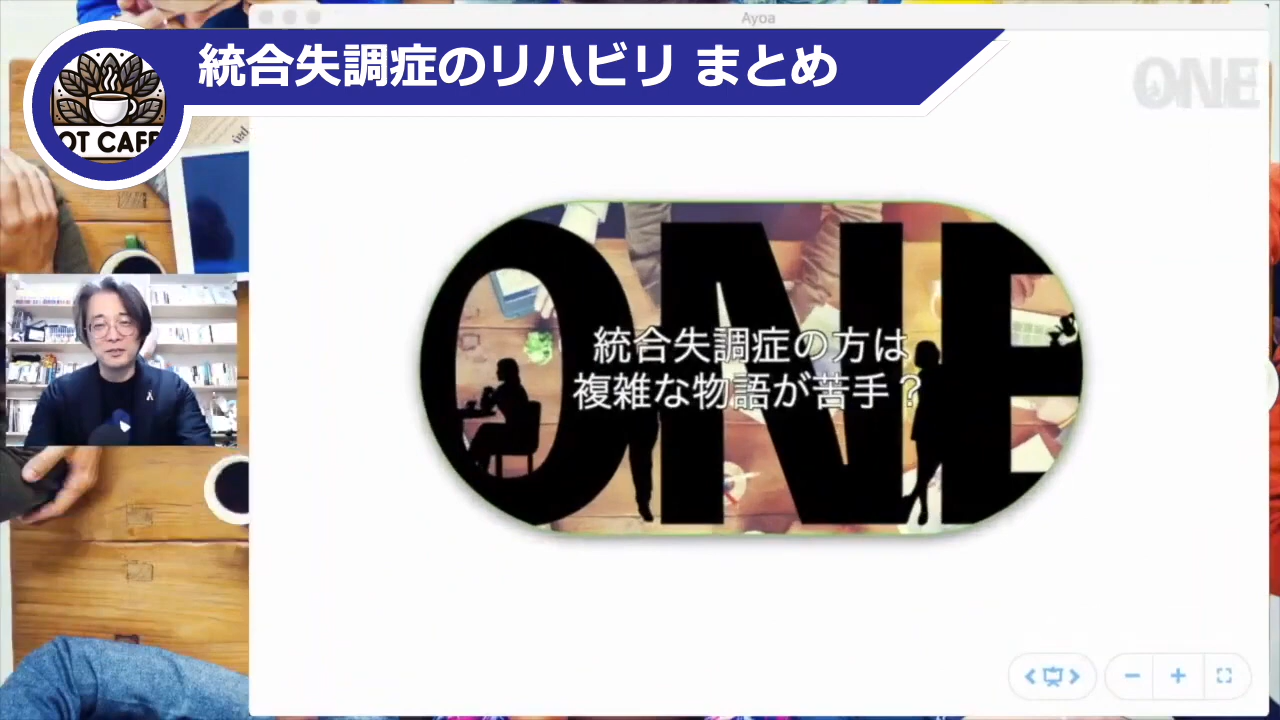 Ayoa
統合失調症のリハビリ まとめ
OT CAFE
ONE
ONE
統合失調症の方は
複雑な物語が苦手？